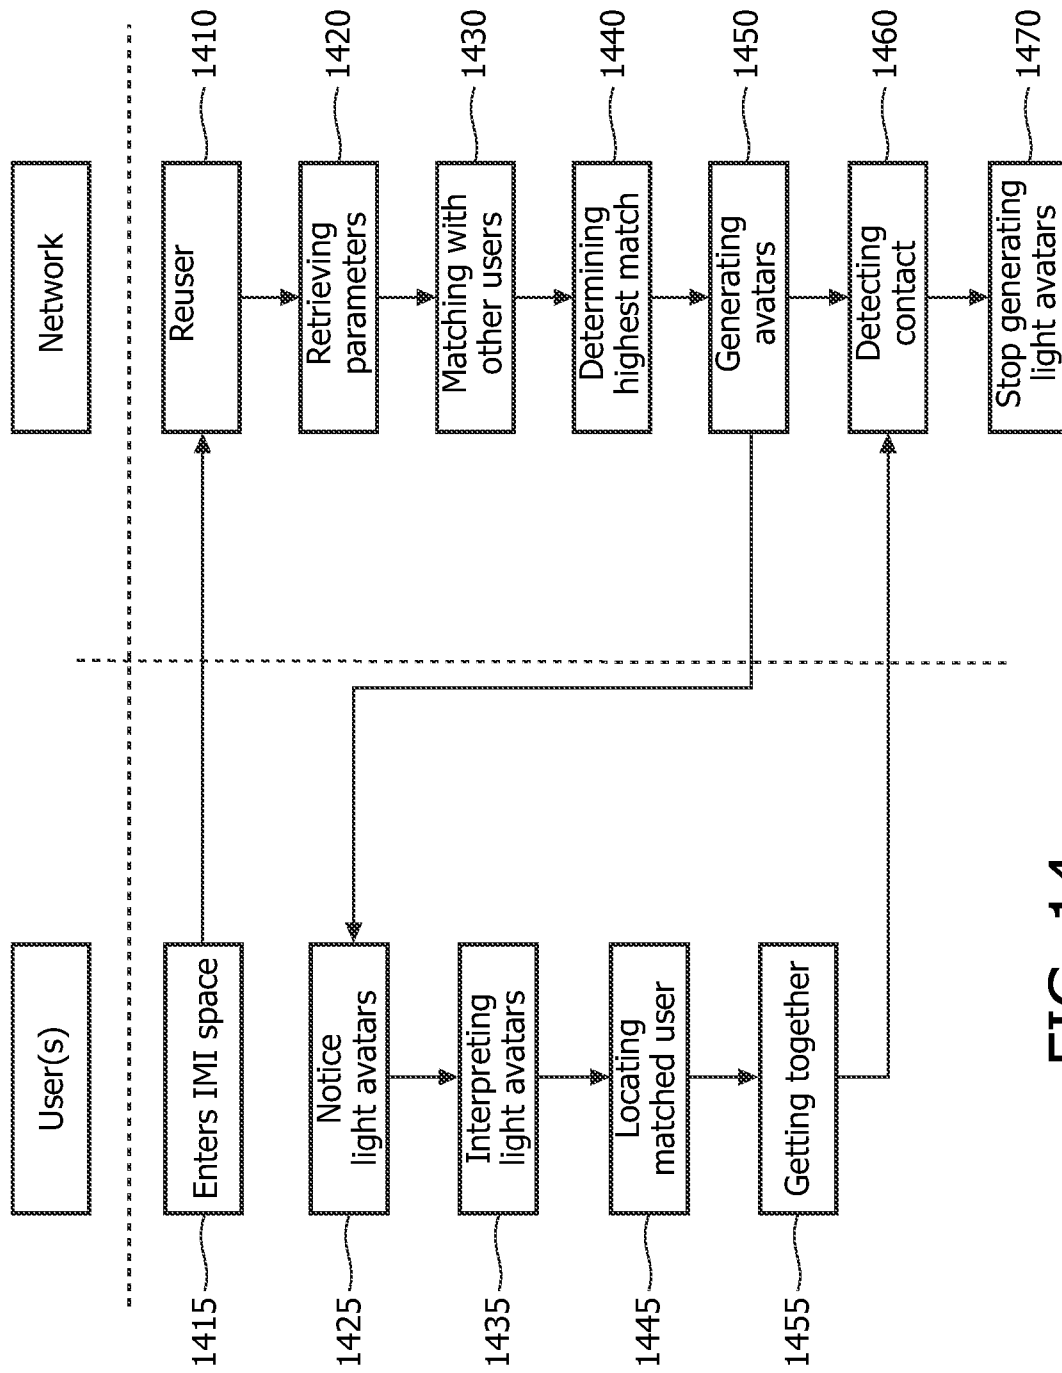 User(s)
Network
1415
Enters IMI space
Reuser
1410
1425
Notice
light avatars
Retrieving
parameters
1420
1435
Interpreting
light avatars
Matching with
other users
1430
1445
Locating
matched user
Determining
highest match
1440
1455
Getting together
Generating
avatars
1450
Detecting
contact
1460
Stop generating
light avatars
1470
FIG. 14